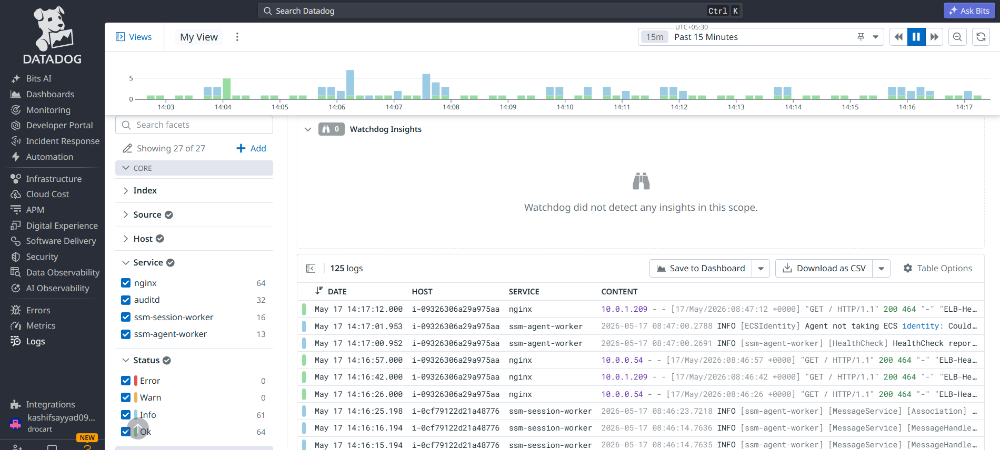 Search Datadog
Ctrl K
Ask Bits
DATADOG
Bits AI
Dashboards
Monitoring
Developer Portal
Incident Response
Automation
Infrastructure
Cloud Cost
APM
Digital Experience
Software Delivery
Security
Data Observability
AI Observability
Errors
Metrics
Logs
Integrations
kashifsayyad09...
drocart
NEW
Views
My View
UTC+05:30
15m Past 15 Minutes
5
0
14:03 14:04 14:05 14:06 14:07 14:08 14:09 14:10 14:11 14:12 14:13 14:14 14:15 14:16 14:17
Search facets
Showing 27 of 27
Add
CORE
Index
Source
Host
Service
nginx 64
auditd 32
ssm-session-worker 16
ssm-agent-worker 13
Status
Error 0
Warn 0
Info 61
Ok 64
0 Watchdog Insights
Watchdog did not detect any insights in this scope.
125 logs
Save to Dashboard
Download as CSV
Table Options
DATE HOST SERVICE CONTENT
May 17 14:17:12.000 i-09326306a29a975aa nginx 10.0.1.209 - - [17/May/2026:08:47:12 +0000] "GET / HTTP/1.1" 200 464 "-" "ELB-He...
May 17 14:17:01.953 i-09326306a29a975aa ssm-agent-worker 2026-05-17 08:47:00.2788 INFO [ECSIdentity] Agent not taking ECS identity: Could...
May 17 14:17:00.952 i-09326306a29a975aa ssm-agent-worker 2026-05-17 08:47:00.2691 INFO [ssm-agent-worker] [HealthCheck] HealthCheck repor...
May 17 14:16:57.000 i-09326306a29a975aa nginx 10.0.0.54 - - [17/May/2026:08:46:57 +0000] "GET / HTTP/1.1" 200 464 "-" "ELB-Hea...
May 17 14:16:42.000 i-09326306a29a975aa nginx 10.0.1.209 - - [17/May/2026:08:46:42 +0000] "GET / HTTP/1.1" 200 464 "-" "ELB-He...
May 17 14:16:26.000 i-09326306a29a975aa nginx 10.0.0.54 - - [17/May/2026:08:46:26 +0000] "GET / HTTP/1.1" 200 464 "-" "ELB-Hea...
May 17 14:16:25.198 i-0cf79122d21a48776 ssm-session-worker 2026-05-17 08:46:23.7218 INFO [ssm-agent-worker] [MessageService] [Association] ...
May 17 14:16:16.194 i-0cf79122d21a48776 ssm-session-worker 2026-05-17 08:46:14.7636 INFO [ssm-agent-worker] [MessageService] [MessageHandle...
May 17 14:16:15.194 i-0cf79122d21a48776 ssm-session-worker 2026-05-17 08:46:14.7635 INFO [ssm-agent-worker] [MessageService] [MessageHandle...